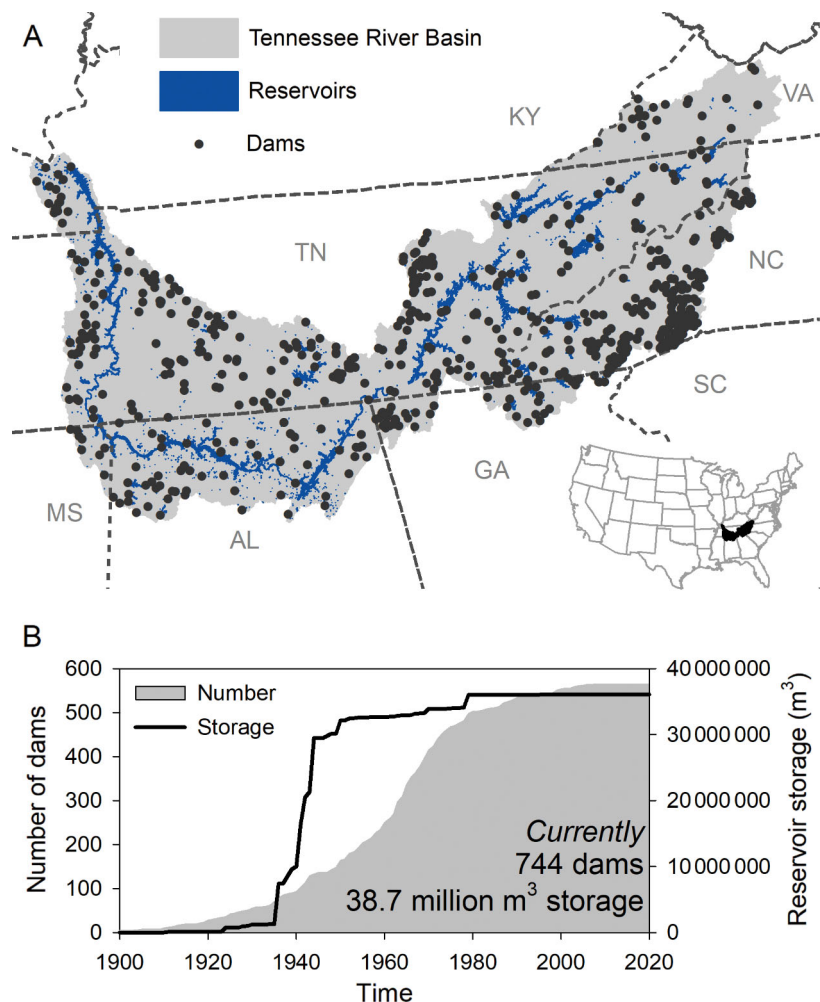 A
Tennessee River Basin
Reservoirs
Dams
KY
VA
TN
NC
SC
GA
MS
AL
B
Number
Storage
Number of dams
600
500
400
300
200
100
0
40 000 000
30 000 000
20 000 000
10 000 000
0
Reservoir storage (m³)
Currently
744 dams
38.7 million m³ storage
1900 1920 1940 1960 1980 2000 2020
Time